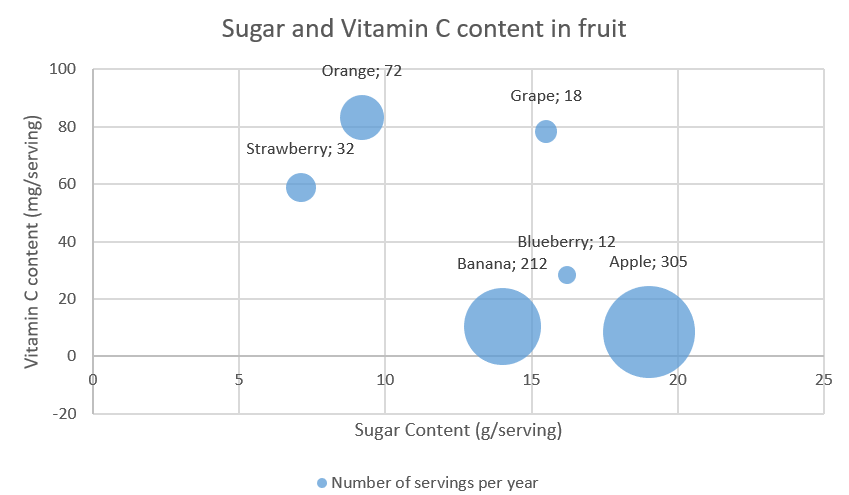 Sugar and Vitamin C content in fruit
Vitamin C content (mg/serving)
100
80
60
40
20
0
-20
Orange; 72
Grape; 18
Strawberry; 32
Blueberry; 12
Banana; 212
Apple; 305
0
5
10
15
20
25
Sugar Content (g/serving)
Number of servings per year